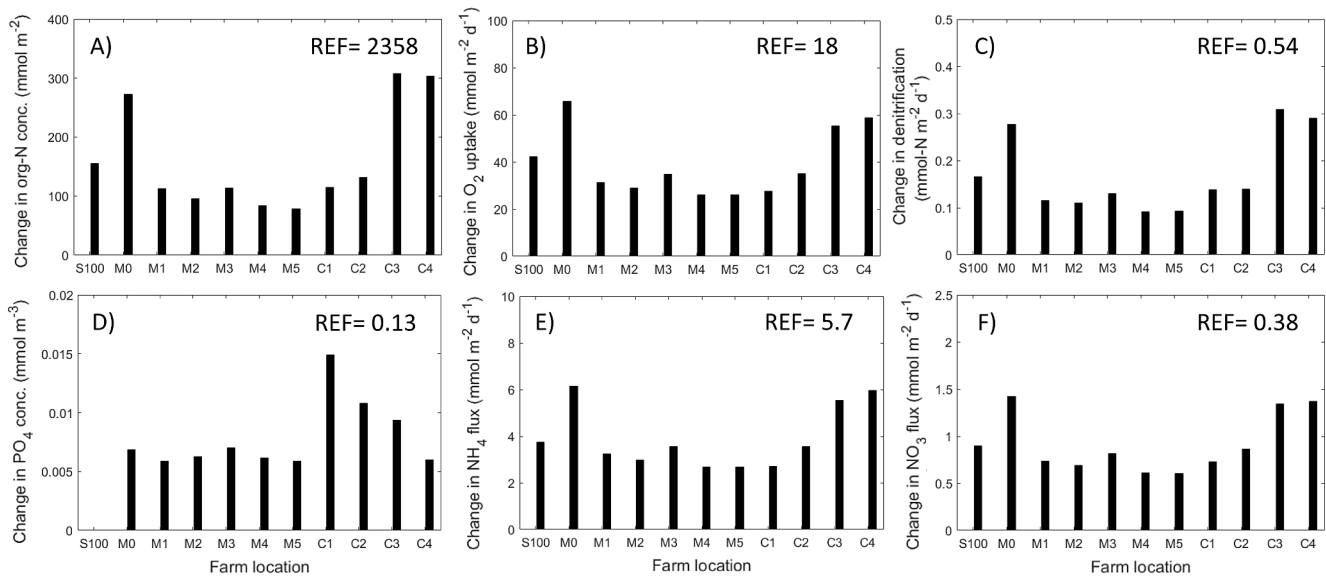 A)
REF= 2358
Change in org-N conc. (mmol m⁻²)
400
300
200
100
0
S100 M0 M1 M2 M3 M4 M5 C1 C2 C3 C4
B)
REF= 18
Change in O₂ uptake (mmol m⁻² d⁻¹)
100
80
60
40
20
0
S100 M0 M1 M2 M3 M4 M5 C1 C2 C3 C4
C)
REF= 0.54
Change in denitrification
(mmol-N m⁻² d⁻¹)
0.5
0.4
0.3
0.2
0.1
0
S100 M0 M1 M2 M3 M4 M5 C1 C2 C3 C4
D)
REF= 0.13
Change in PO₄ conc. (mmol m⁻³)
0.02
0.015
0.01
0.005
0
S100 M0 M1 M2 M3 M4 M5 C1 C2 C3 C4
Farm location
E)
REF= 5.7
Change in NH₄ flux (mmol m⁻² d⁻¹)
10
8
6
4
2
0
S100 M0 M1 M2 M3 M4 M5 C1 C2 C3 C4
Farm location
F)
REF= 0.38
Change in NO₃ flux (mmol m⁻² d⁻¹)
2.5
2
1.5
1
0.5
0
S100 M0 M1 M2 M3 M4 M5 C1 C2 C3 C4
Farm location